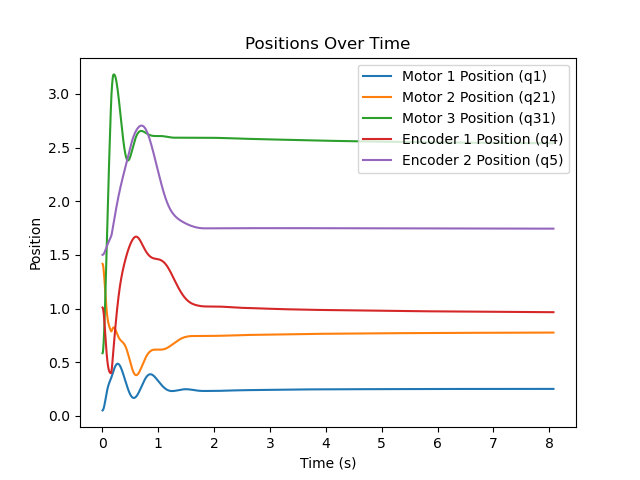 Positions Over Time
Motor 1 Position (q1)
Motor 2 Position (q21)
Motor 3 Position (q31)
Encoder 1 Position (q4)
Encoder 2 Position (q5)
Position
3.0
2.5
2.0
1.5
1.0
0.5
0.0
0 1 2 3 4 5 6 7 8
Time (s)